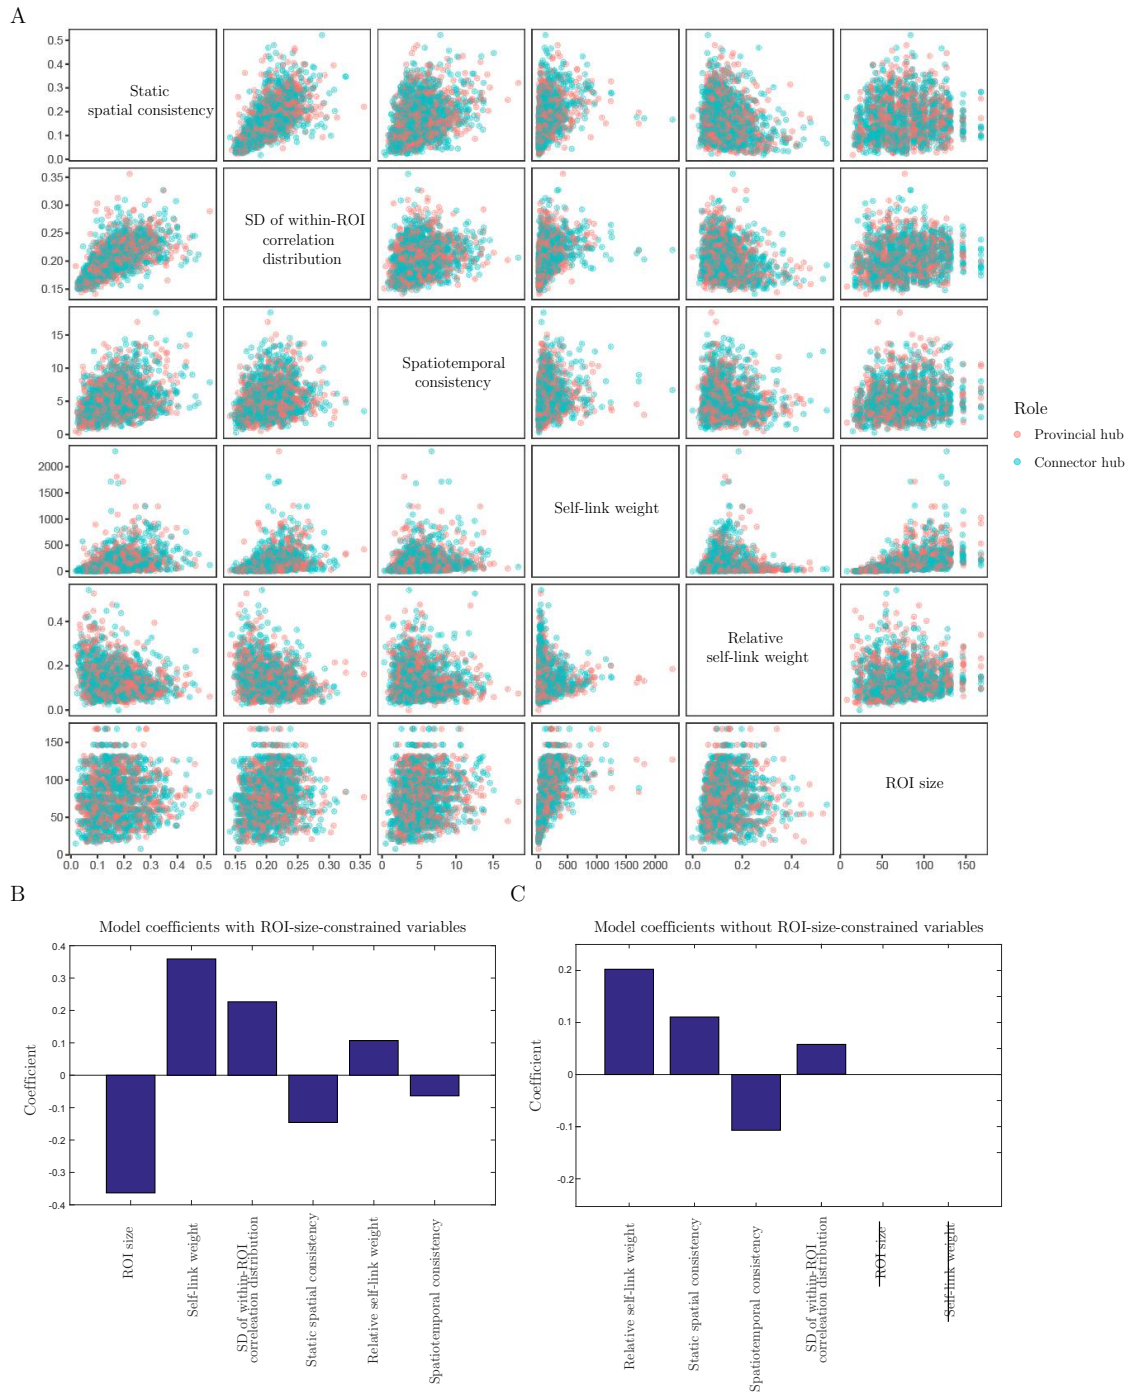 A
0.5
0.4
0.3
0.2
0.1
0.0
Static
spatial consistency
0.35
0.30
0.25
0.20
0.15
SD of within-ROI
correlation
distribution
15
10
5
0
Spatiotemporal
consistency
Role
Provincial hub
Connector hub
2000
1500
1000
500
0
Self-link weight
0.4
0.2
0.0
Relative
self-link weight
150
100
50
0
ROI size
0 0.1 0.2 0.3 0.4 0.5 0.15 0.20 0.25 0.30 0.35 0 5 10 15 0 500 1000 1500 2000 0.0 0.2 0.4 0 50 100 150
B
Model coefficients with ROI-size-constrained variables
0.4
0.3
0.2
0.1
0
-0.1
-0.2
-0.3
-0.4
Coefficient
ROI size
Self-link weight
SD of within-ROI
correleation distribution
Static spatial consistency
Relative self-link weight
Spatiotemporal consistency
C
Model coefficients without ROI-size-constrained variables
0.2
0.1
0
-0.1
-0.2
Coefficient
Relative self-link weight
Static spatial consistency
Spatiotemporal consistency
SD of within-ROI
correleation distribution
ROI size
Self-link weight